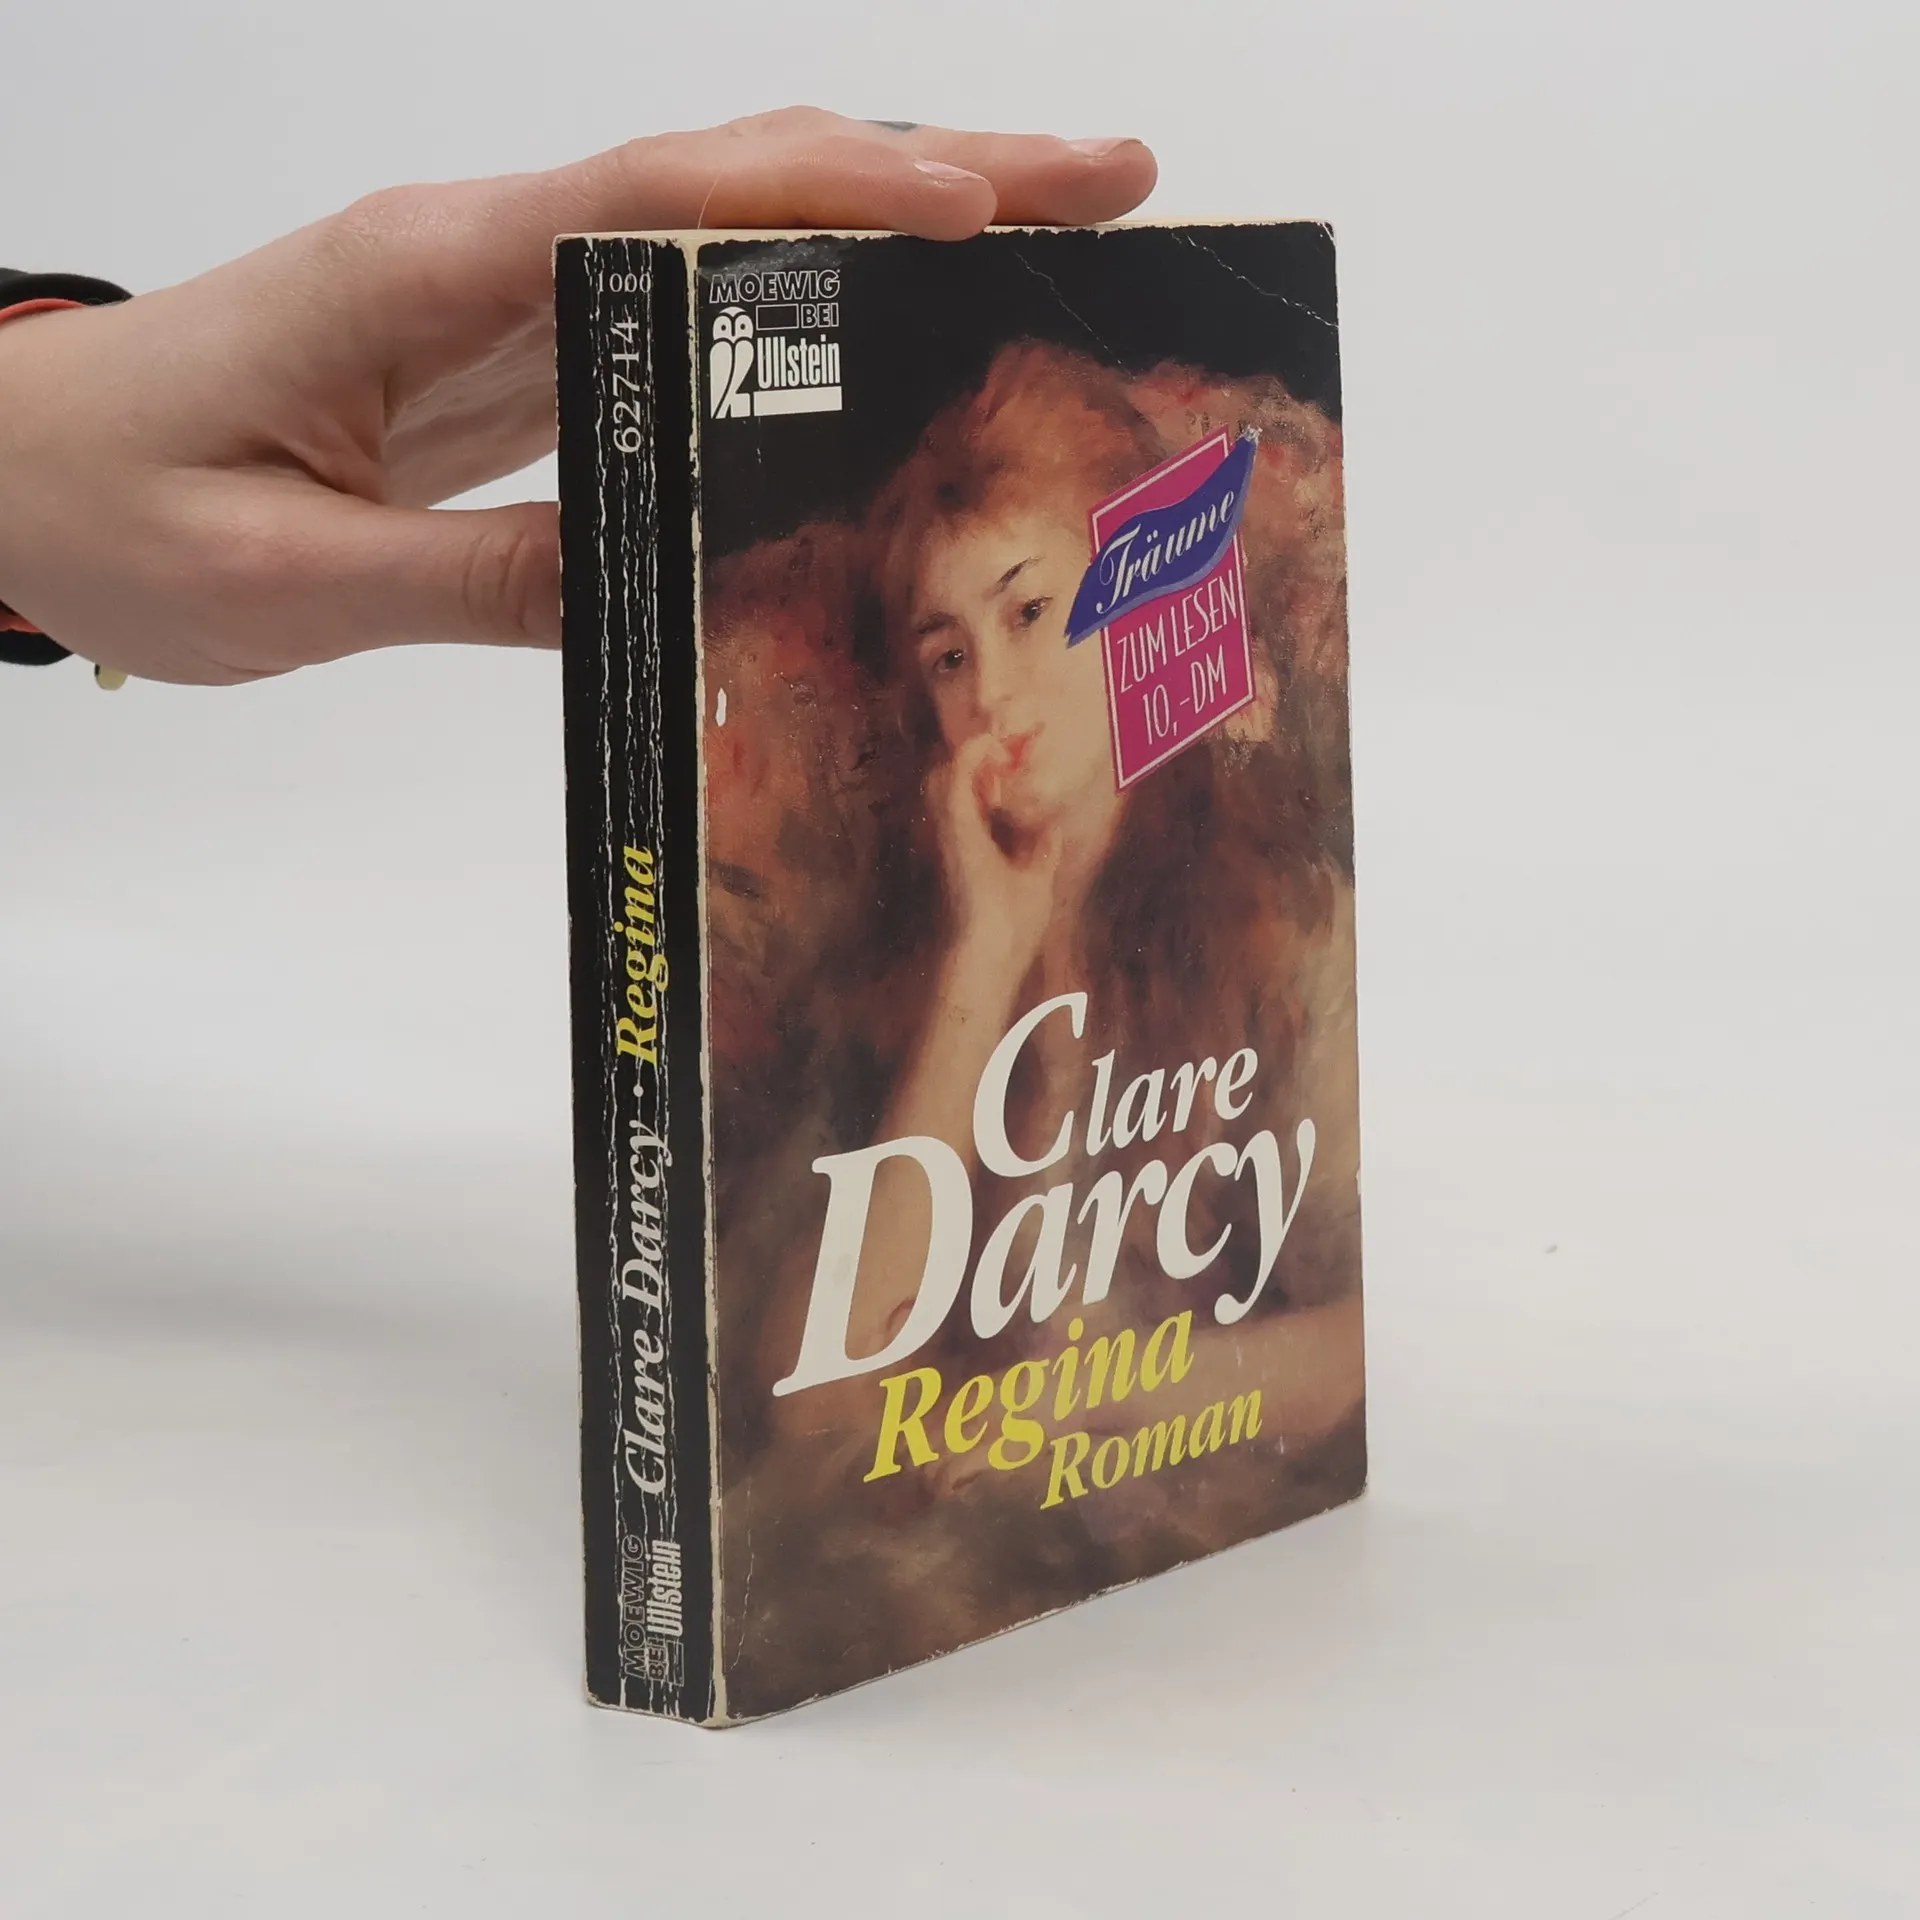 1000
62714
Clare Darcy · Regina
MOEWIG
BEI
Ullstein
MOEWIG
BEI
Ullstein
Träume
ZUM LESEN
10,-DM
Clare
Darcy
Regina
Roman